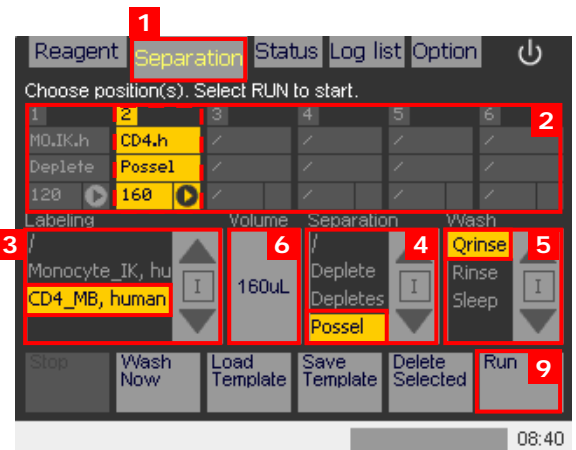 1
Reagent Separation Status Log list Option
Choose position(s). Select RUN to start.
1 2 3 4 5 6 2
MO.IK.h CD4.h / / / /
Deplete Possel / / / /
120 160 / / / /
Labeling Volume Separation Wash
3 / 6 / 4 Qrinse 5
Monocyte_IK, hu 160uL Deplete I Rinse I
CD4_MB, human I Depletes Sleep
Possel
Stop Wash Now Load Template Save Template Delete Selected Run 9
08:40